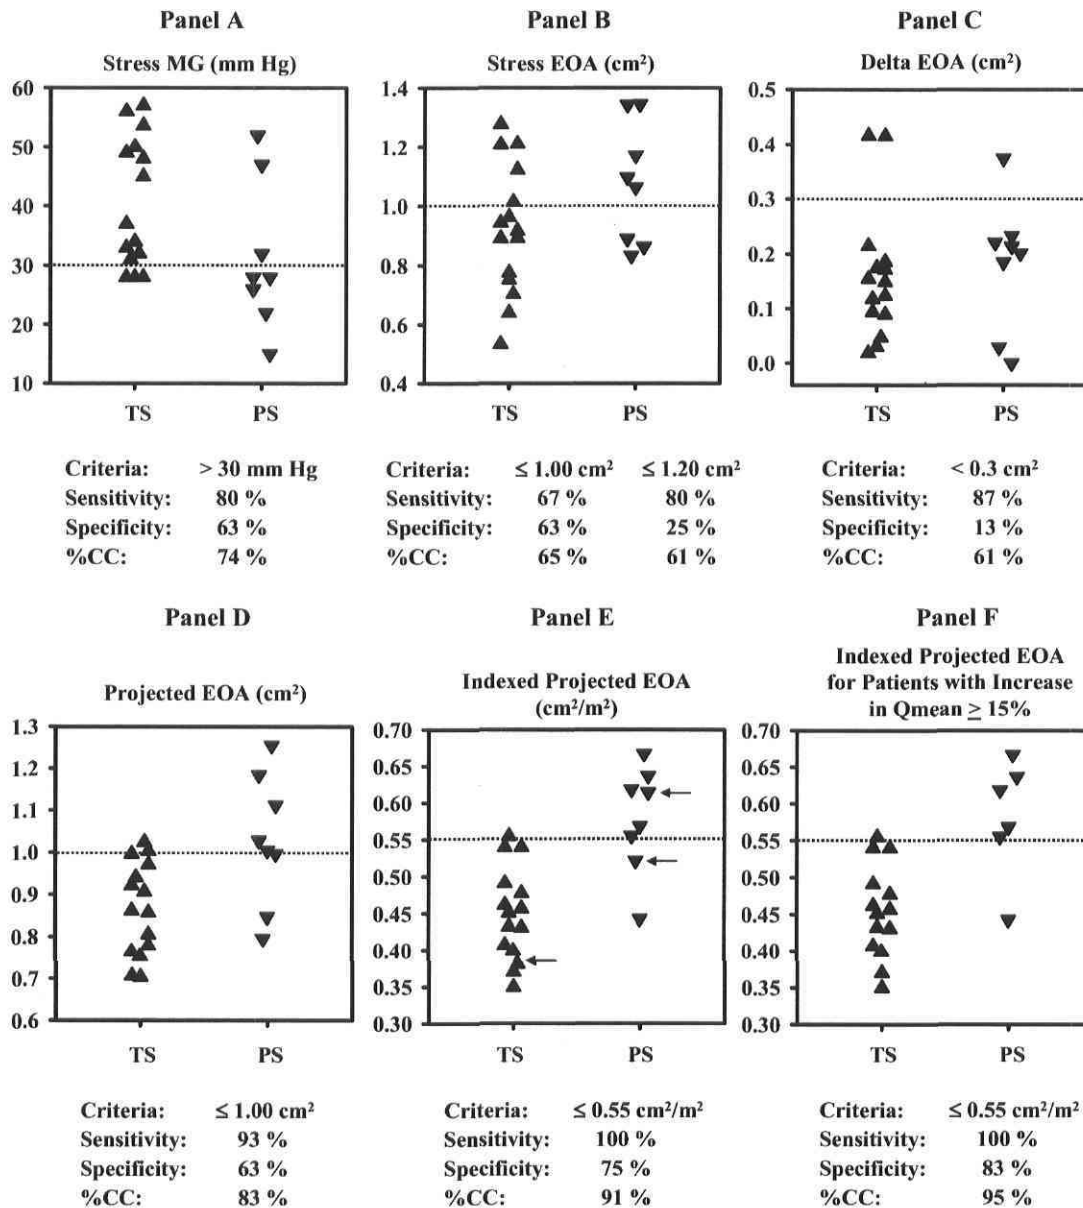 Panel A
Stress MG (mm Hg)
60
50
40
30
20
10
TS PS
Criteria: > 30 mm Hg
Sensitivity: 80 %
Specificity: 63 %
%CC: 74 %
Panel B
Stress EOA (cm²)
1.4
1.2
1.0
0.8
0.6
0.4
TS PS
Criteria: ≤ 1.00 cm² ≤ 1.20 cm²
Sensitivity: 67 % 80 %
Specificity: 63 % 25 %
%CC: 65 % 61 %
Panel C
Delta EOA (cm²)
0.5
0.4
0.3
0.2
0.1
0.0
TS PS
Criteria: < 0.3 cm²
Sensitivity: 87 %
Specificity: 13 %
%CC: 61 %
Panel D
Projected EOA (cm²)
1.3
1.2
1.1
1.0
0.9
0.8
0.7
0.6
TS PS
Criteria: ≤ 1.00 cm²
Sensitivity: 93 %
Specificity: 63 %
%CC: 83 %
Panel E
Indexed Projected EOA
(cm²/m²)
0.70
0.65
0.60
0.55
0.50
0.45
0.40
0.35
0.30
TS PS
Criteria: ≤ 0.55 cm²/m²
Sensitivity: 100 %
Specificity: 75 %
%CC: 91 %
Panel F
Indexed Projected EOA
for Patients with Increase
in Qmean ≥ 15%
0.70
0.65
0.60
0.55
0.50
0.45
0.40
0.35
0.30
TS PS
Criteria: ≤ 0.55 cm²/m²
Sensitivity: 100 %
Specificity: 83 %
%CC: 95 %